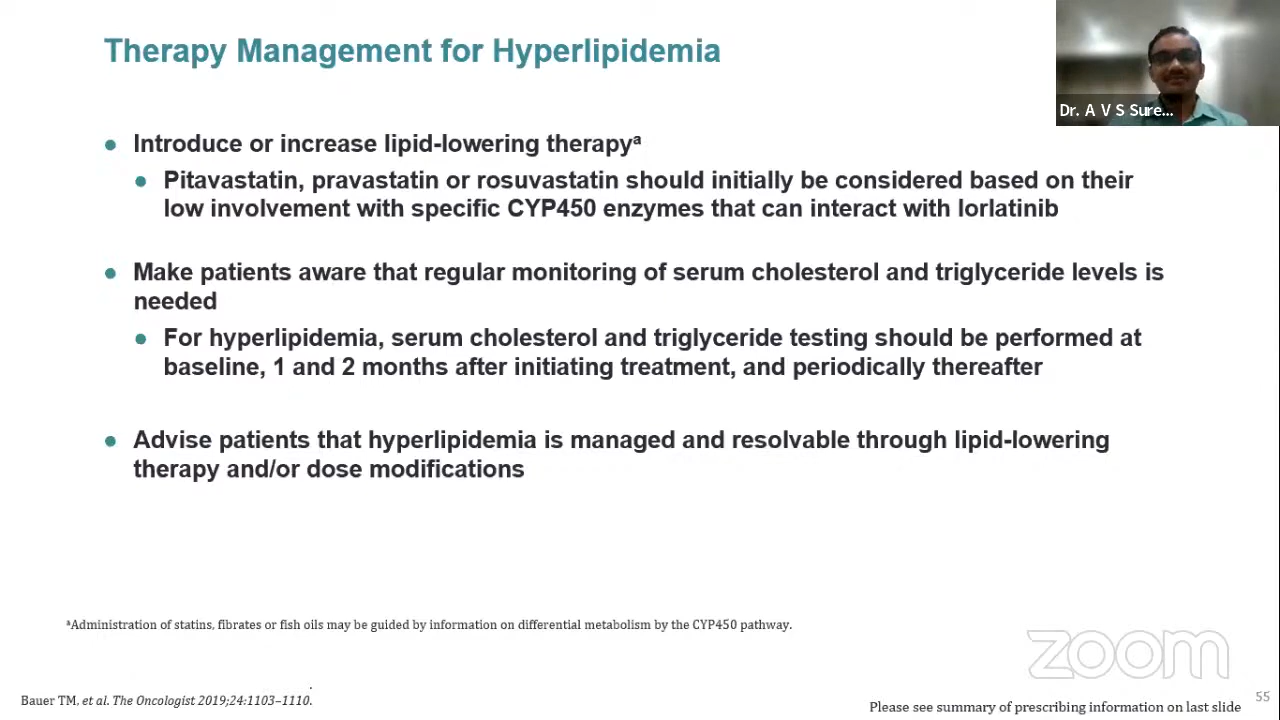 Therapy Management for Hyperlipidemia
Dr. A V S Sure...
● Introduce or increase lipid-lowering therapyᵃ
● Pitavastatin, pravastatin or rosuvastatin should initially be considered based on their
low involvement with specific CYP450 enzymes that can interact with lorlatinib
● Make patients aware that regular monitoring of serum cholesterol and triglyceride levels is
needed
● For hyperlipidemia, serum cholesterol and triglyceride testing should be performed at
baseline, 1 and 2 months after initiating treatment, and periodically thereafter
● Advise patients that hyperlipidemia is managed and resolvable through lipid-lowering
therapy and/or dose modifications
ᵃAdministration of statins, fibrates or fish oils may be guided by information on differential metabolism by the CYP450 pathway.
zoom
Bauer TM, et al. The Oncologist 2019;24:1103–1110.
Please see summary of prescribing information on last slide
55